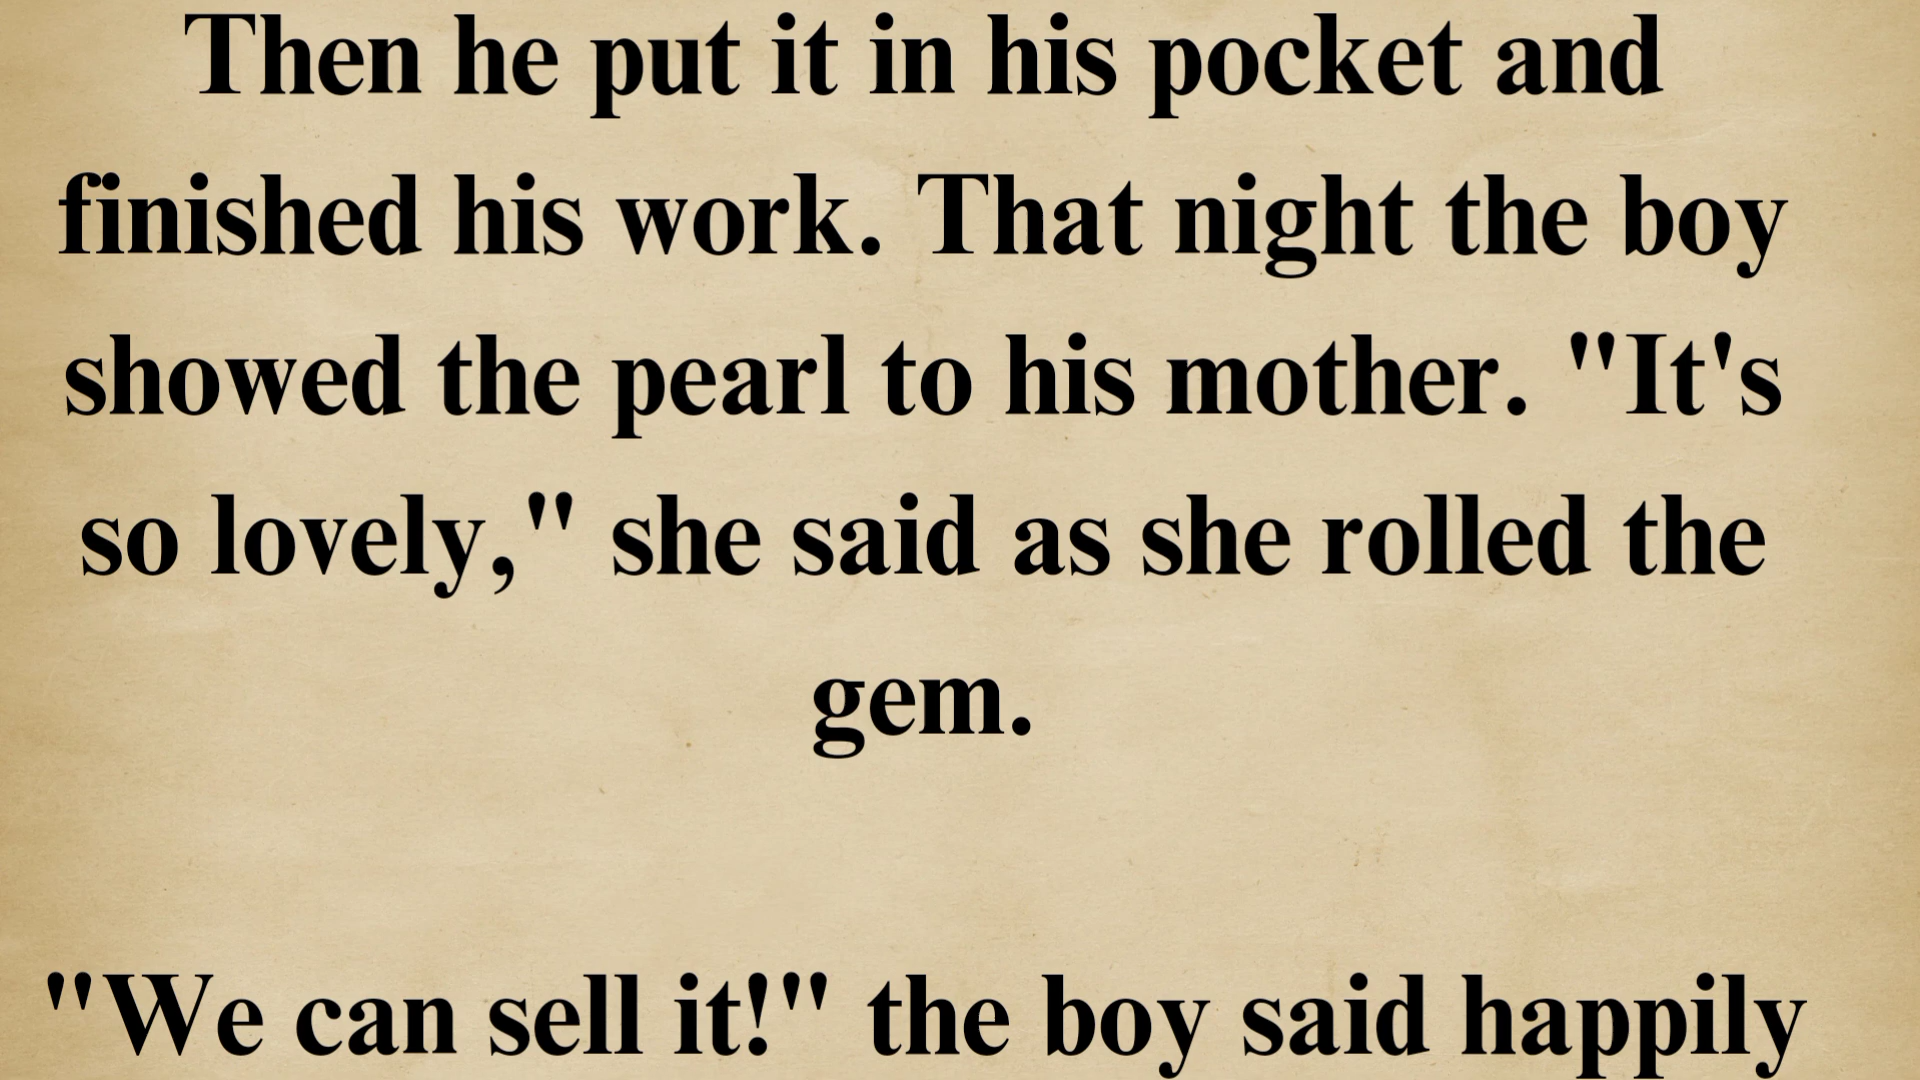 Then he put it in his pocket and
finished his work. That night the boy
showed the pearl to his mother. "It's
so lovely," she said as she rolled the
gem.
"We can sell it!" the boy said happily